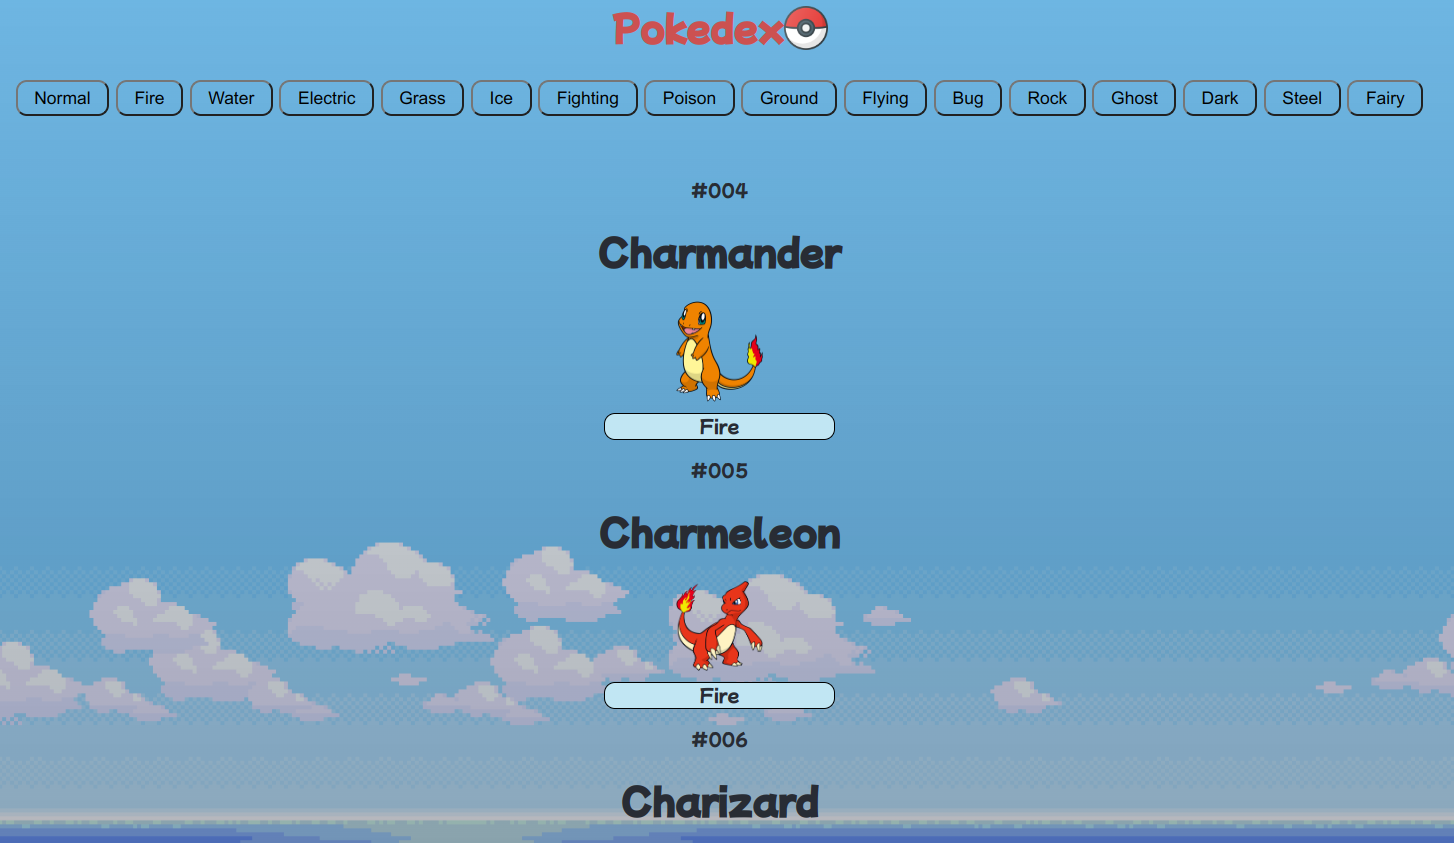 Pokedex
Normal Fire Water Electric Grass Ice Fighting Poison Ground Flying Bug Rock Ghost Dark Steel Fairy
#004
Charmander
Fire
#005
Charmeleon
Fire
#006
Charizard